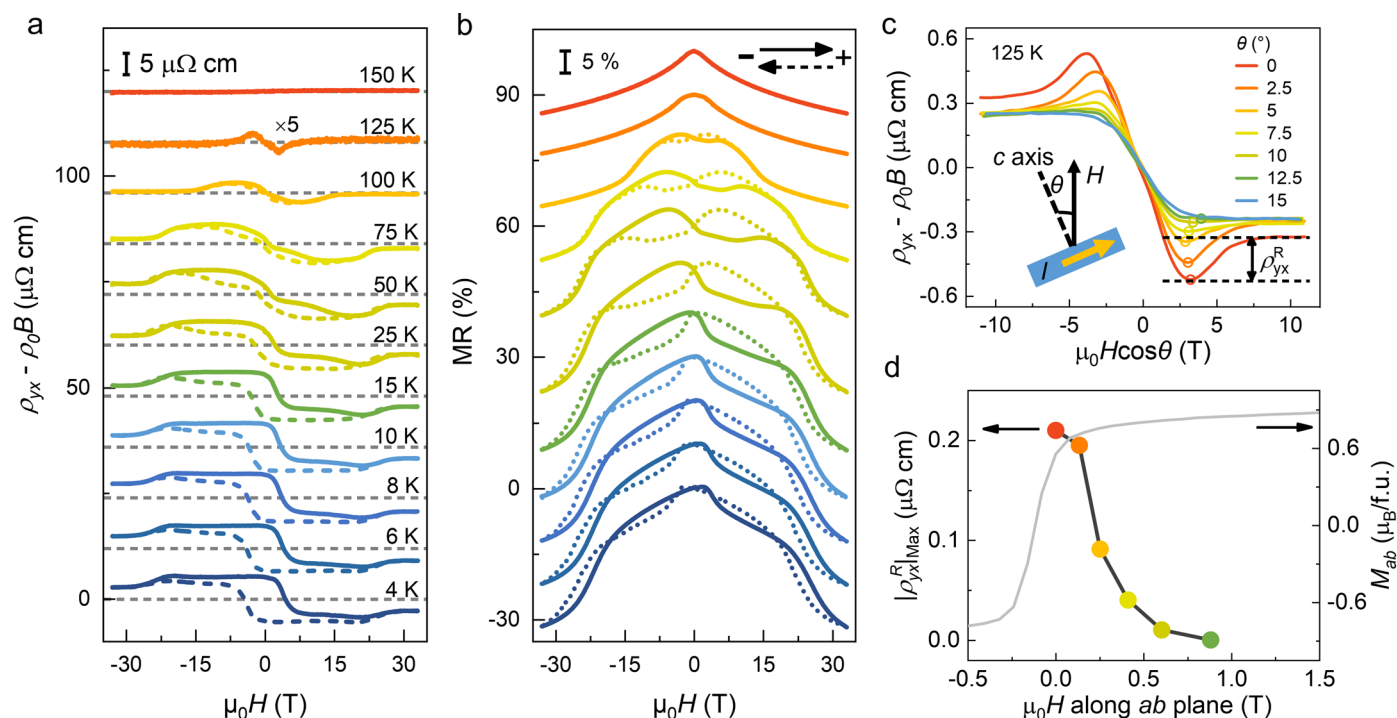 a
5 μΩ cm
150 K
×5
125 K
100 K
75 K
50 K
25 K
15 K
10 K
8 K
6 K
4 K
100
50
0
ρyx - ρ0B (μΩ cm)
-30 -15 0 15 30
μ0H (T)
b
5 %
- +
90
60
30
0
-30
MR (%)
-30 -15 0 15 30
μ0H (T)
c
125 K
θ (°)
0
2.5
5
7.5
10
12.5
15
c axis
θ
H
I
ρRyx
0.6
0.3
0.0
-0.3
-0.6
ρyx - ρ0B (μΩ cm)
-10 -5 0 5 10
μ0Hcosθ (T)
d
0.2
0.1
0.0
|ρRyx|Max (μΩ cm)
0.6
0.0
-0.6
Mab (μB/f.u.)
-0.5 0.0 0.5 1.0 1.5
μ0H along ab plane (T)